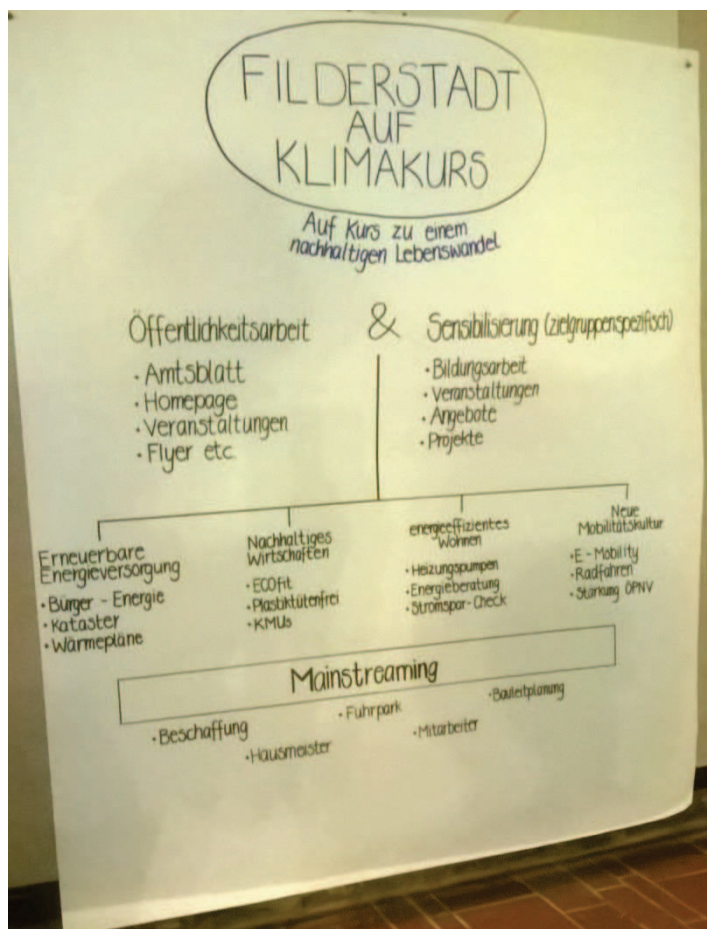 FILDERSTADT
AUF
KLIMAKURS
Auf Kurs zu einem
nachhaltigen Lebenswandel
Öffentlichkeitsarbeit & Sensibilisierung (zielgruppenspezifisch)
· Amtsblatt
· Homepage
· Veranstaltungen
· Flyer etc.
· Bildungsarbeit
· Veranstaltungen
· Angebote
· Projekte
Erneuerbare
Energieversorgung
· Bürger - Energie
· Kataster
· Wärmepläne
Nachhaltiges
Wirtschaften
· ECOfit
· Plastiktütenfrei
· KMUs
energieeffizientes
Wohnen
· Heizungspumpen
· Energieberatung
· Stromspar-Check
Neue
Mobilitätskultur
· E-Mobility
· Radfahren
· Stärkung ÖPNV
Mainstreaming
· Beschaffung
· Hausmeister
· Fuhrpark
· Mitarbeiter
· Bauleitplanung